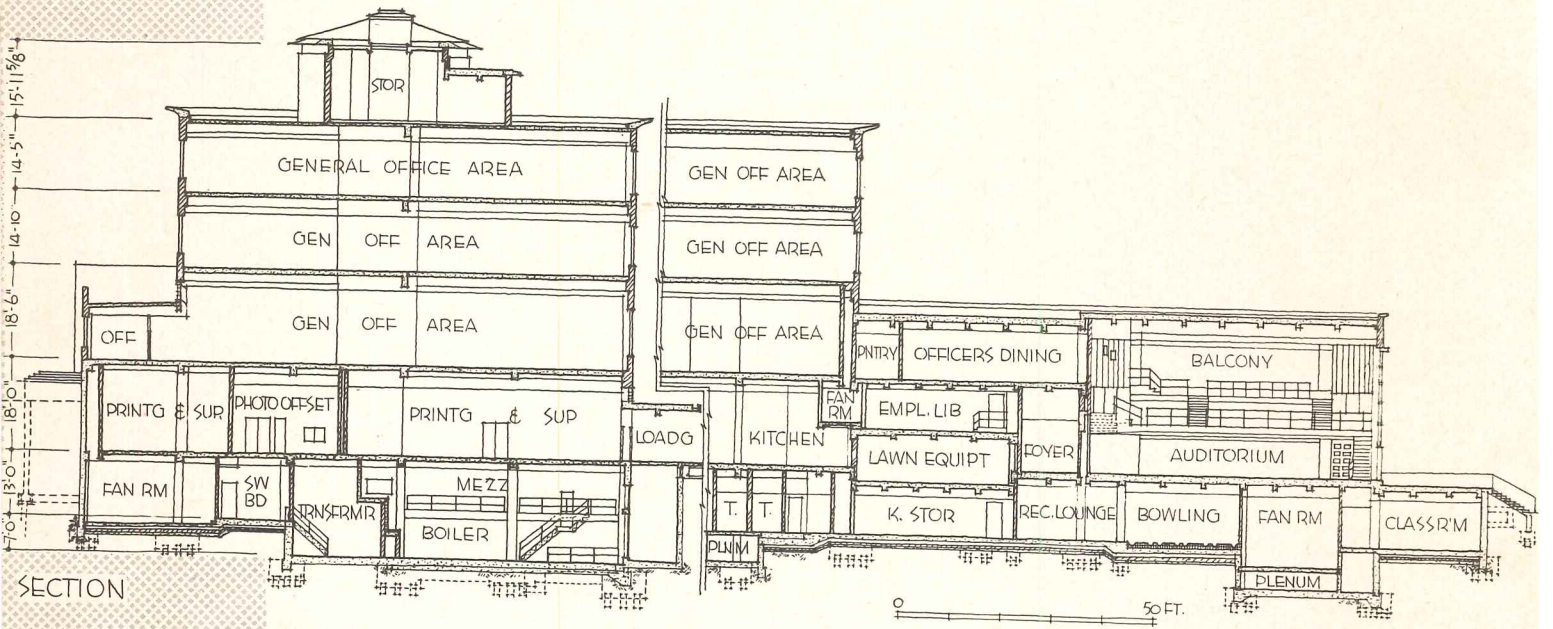 15'-11 5/8"
STOR
14'-5"
GENERAL OFFICE AREA
GEN OFF AREA
14'-10
GEN OFF AREA
GEN OFF AREA
18'-6"
OFF
GEN OFF AREA
GEN OFF AREA
PNTRY
OFFICERS DINING
BALCONY
18'-0"
PRINTG & SUP
PHOTO OFFSET
PRINTG & SUP
LOADG
KITCHEN
FAN
RM
EMPL. LIB
LAWN EQUIPT
FOYER
AUDITORIUM
13'-0"
FAN RM
SW
BD
TRNSFRMR
MEZZ
BOILER
T.
T.
K. STOR
REC. LOUNGE
BOWLING
FAN RM
CLASSR'M
7'-0"
PLNM
PLENUM
SECTION
0 50 FT.